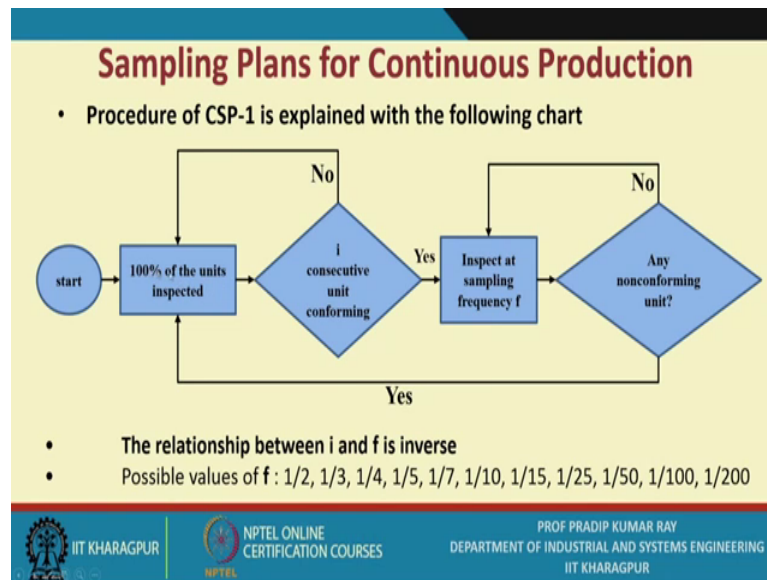 Sampling Plans for Continuous Production
• Procedure of CSP-1 is explained with the following chart
No
No
start
100% of the units
inspected
i
consecutive
unit
conforming
Yes
Inspect at
sampling
frequency f
Any
nonconforming
unit?
Yes
• The relationship between i and f is inverse
• Possible values of f : 1/2, 1/3, 1/4, 1/5, 1/7, 1/10, 1/15, 1/25, 1/50, 1/100, 1/200
IIT KHARAGPUR
NPTEL
NPTEL ONLINE
CERTIFICATION COURSES
PROF PRADIP KUMAR RAY
DEPARTMENT OF INDUSTRIAL AND SYSTEMS ENGINEERING
IIT KHARAGPUR